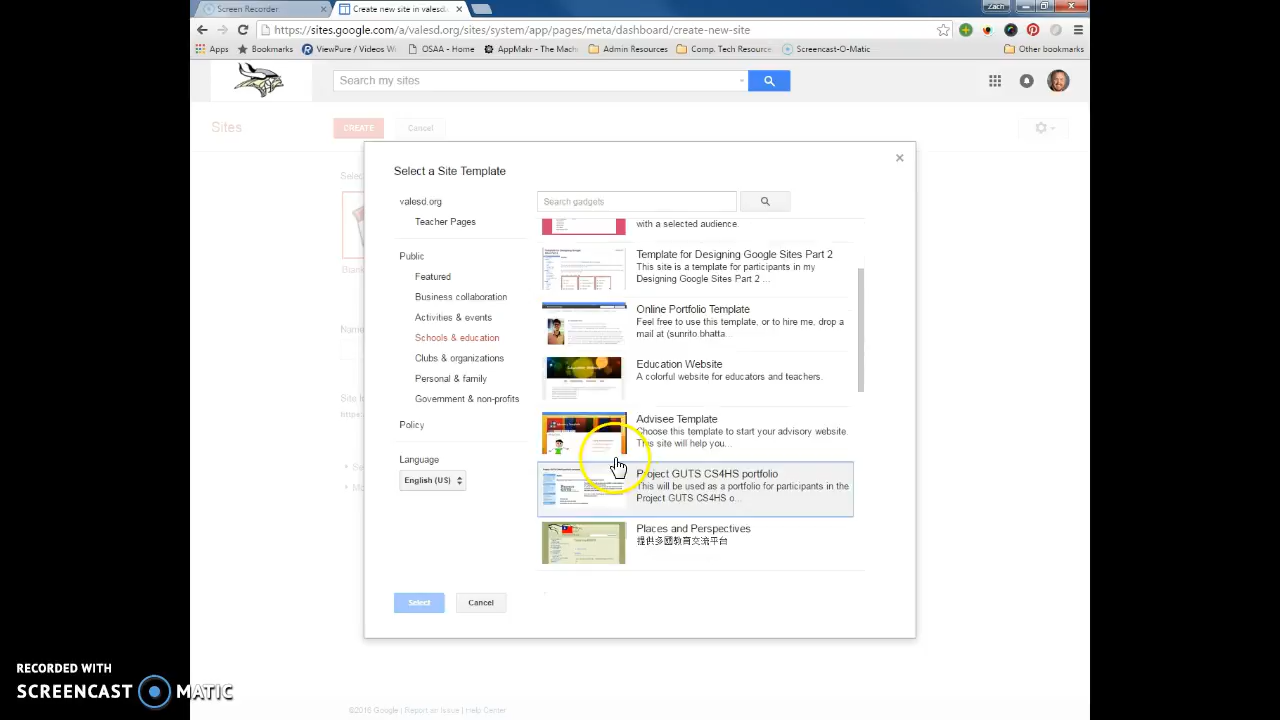 Screen Recorder
Create new site in valesd
Zach
https://sites.google.com/a/valesd.org/sites/system/app/pages/meta/dashboard/create-new-site
Apps
Bookmarks
ViewPure / Videos W
OSAA - Home
AppMakr - The Mach
Admin Resources
Comp. Tech Resource
Screencast-O-Matic
Other bookmarks
Search my sites
Sites
CREATE
Cancel
Select a Site Template
valesd.org
Teacher Pages
Public
Featured
Business collaboration
Activities & events
Schools & education
Clubs & organizations
Personal & family
Government & non-profits
Policy
Language
English (US)
Search gadgets
with a selected audience.
Template for Designing Google Sites Part 2
This site is a template for participants in my
Designing Google Sites Part 2 ...
Online Portfolio Template
Feel free to use this template, or to hire me, drop a
mail at (sunrito.bhatta...
Education Website
A colorful website for educators and teachers.
Advisee Template
Choose this template to start your advisory website.
This site will help you...
Project GUTS CS4HS portfolio
This will be used as a portfolio for participants in the
Project GUTS CS4HS o...
Places and Perspectives
提供多國教育交流平台
Select
Cancel
©2016 Google | Report an Issue | Help Center
RECORDED WITH
SCREENCAST MATIC